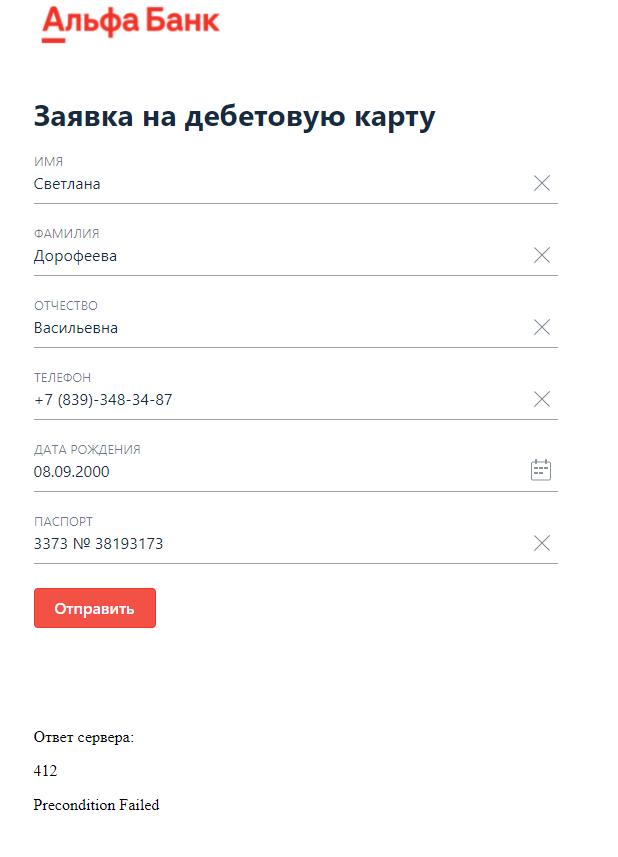 Альфа Банк
Заявка на дебетовую карту
ИМЯ
Светлана
ФАМИЛИЯ
Дорофеева
ОТЧЕСТВО
Васильевна
ТЕЛЕФОН
+7 (839)-348-34-87
ДАТА РОЖДЕНИЯ
08.09.2000
ПАСПОРТ
3373 № 38193173
Отправить
Ответ сервера:
412
Precondition Failed